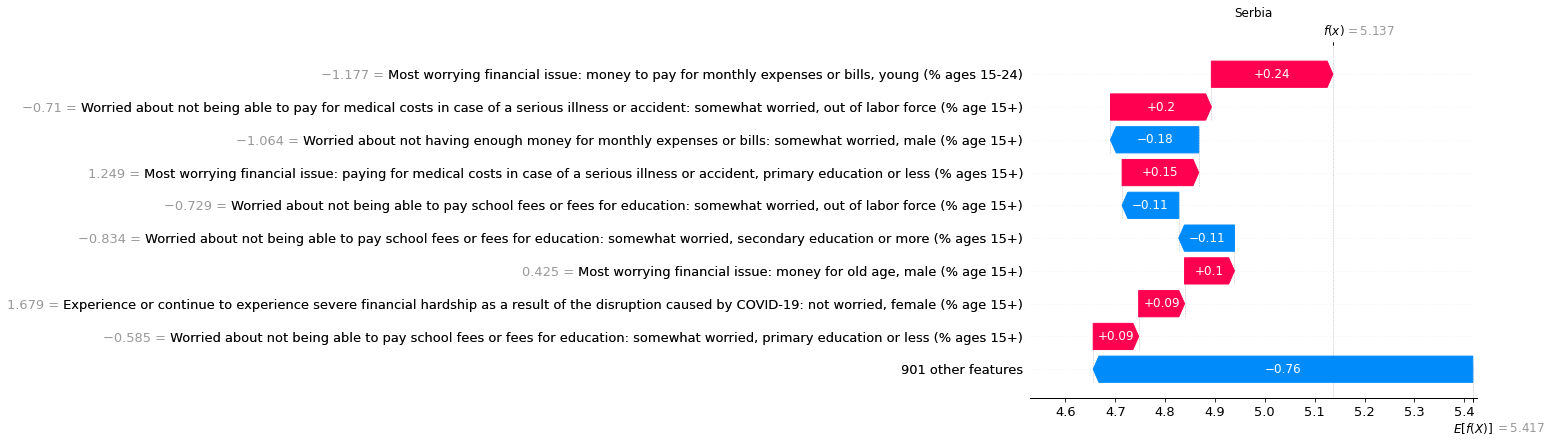 Serbia
f(x) = 5.137
−1.177 = Most worrying financial issue: money to pay for monthly expenses or bills, young (% ages 15-24)
+0.24
−0.71 = Worried about not being able to pay for medical costs in case of a serious illness or accident: somewhat worried, out of labor force (% age 15+)
+0.2
−1.064 = Worried about not having enough money for monthly expenses or bills: somewhat worried, male (% age 15+)
−0.18
1.249 = Most worrying financial issue: paying for medical costs in case of a serious illness or accident, primary education or less (% ages 15+)
+0.15
−0.729 = Worried about not being able to pay school fees or fees for education: somewhat worried, out of labor force (% age 15+)
−0.11
−0.834 = Worried about not being able to pay school fees or fees for education: somewhat worried, secondary education or more (% ages 15+)
−0.11
0.425 = Most worrying financial issue: money for old age, male (% age 15+)
+0.1
1.679 = Experience or continue to experience severe financial hardship as a result of the disruption caused by COVID-19: not worried, female (% age 15+)
+0.09
−0.585 = Worried about not being able to pay school fees or fees for education: somewhat worried, primary education or less (% ages 15+)
+0.09
901 other features
−0.76
4.6 4.7 4.8 4.9 5.0 5.1 5.2 5.3 5.4
E[f(X)] = 5.417